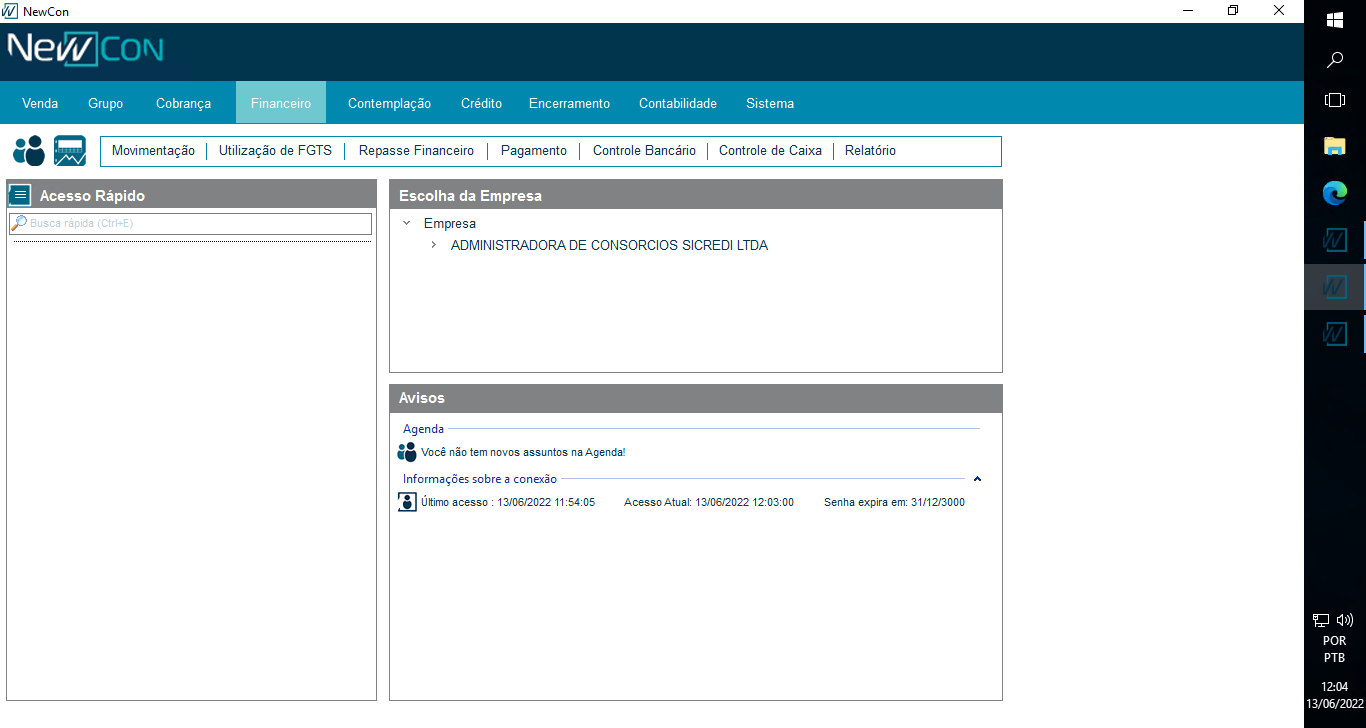 NewCon
NewCon
Venda Grupo Cobrança Financeiro Contemplação Crédito Encerramento Contabilidade Sistema
Movimentação Utilização de FGTS Repasse Financeiro Pagamento Controle Bancário Controle de Caixa Relatório
Acesso Rápido
Busca rápida (Ctrl+E)
Escolha da Empresa
Empresa
ADMINISTRADORA DE CONSORCIOS SICREDI LTDA
Avisos
Agenda
Você não tem novos assuntos na Agenda!
Informações sobre a conexão
Último acesso : 13/06/2022 11:54:05 Acesso Atual: 13/06/2022 12:03:00 Senha expira em: 31/12/3000
POR
PTB
12:04
13/06/2022